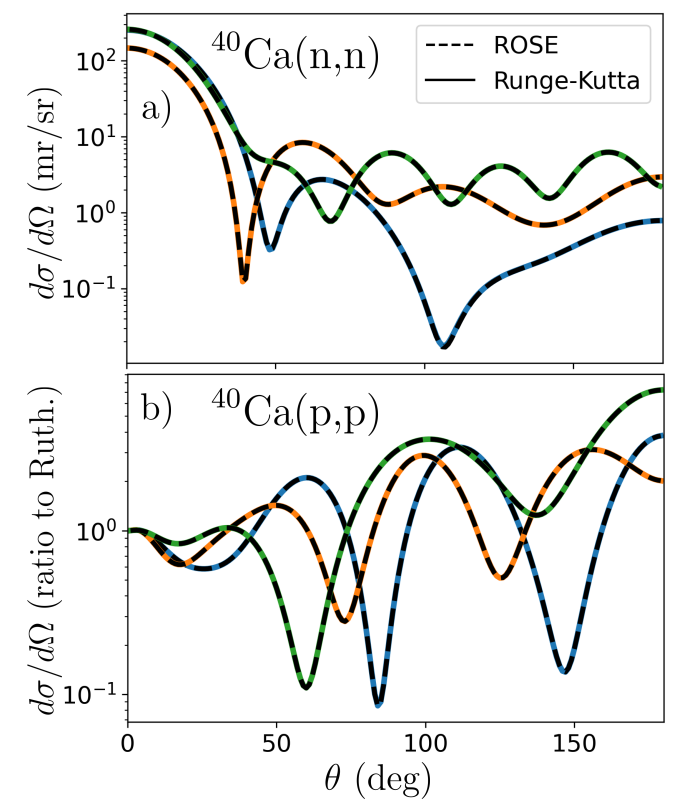 ⁴⁰Ca(n,n)
ROSE
Runge-Kutta
a)
10²
10¹
10⁰
10⁻¹
dσ/dΩ (mr/sr)
b)
⁴⁰Ca(p,p)
10⁰
10⁻¹
dσ/dΩ (ratio to Ruth.)
0 50 100 150
θ (deg)